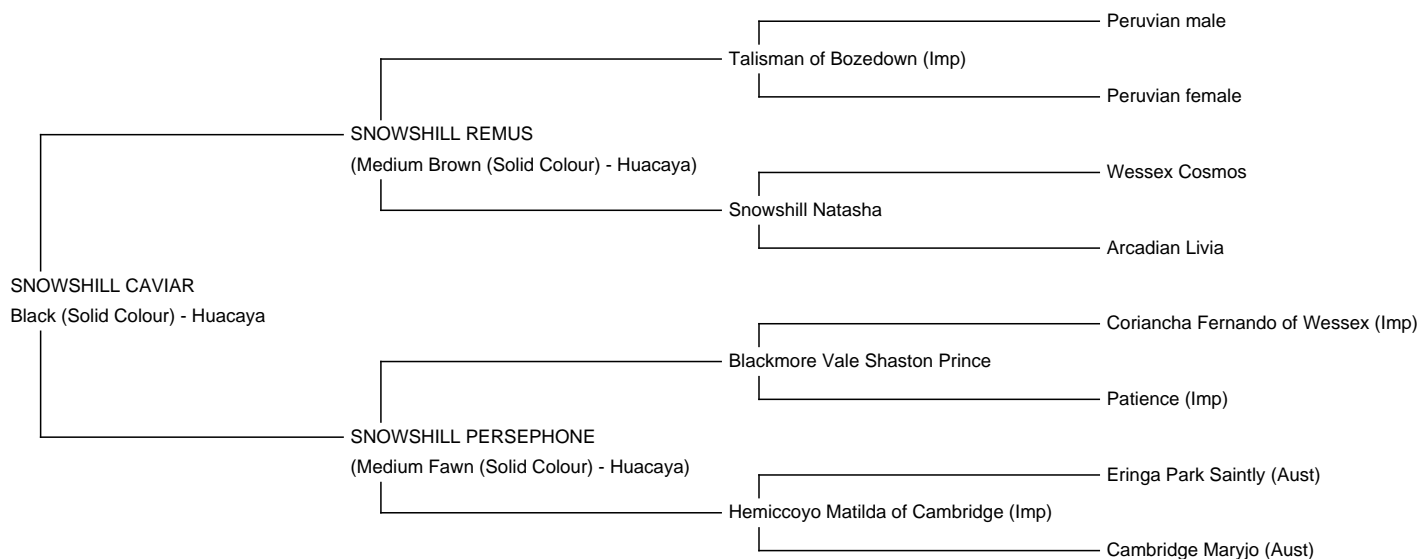 Peruvian male
Talisman of Bozedown (Imp)
Peruvian female
SNOWSHILL REMUS
(Medium Brown (Solid Colour) - Huacaya)
Wessex Cosmos
Snowshill Natasha
Arcadian Livia
SNOWSHILL CAVIAR
Black (Solid Colour) - Huacaya
Coriancha Fernando of Wessex (Imp)
Blackmore Vale Shaston Prince
Patience (Imp)
SNOWSHILL PERSEPHONE
(Medium Fawn (Solid Colour) - Huacaya)
Eringa Park Saintly (Aust)
Hemiccoyo Matilda of Cambridge (Imp)
Cambridge Maryjo (Aust)